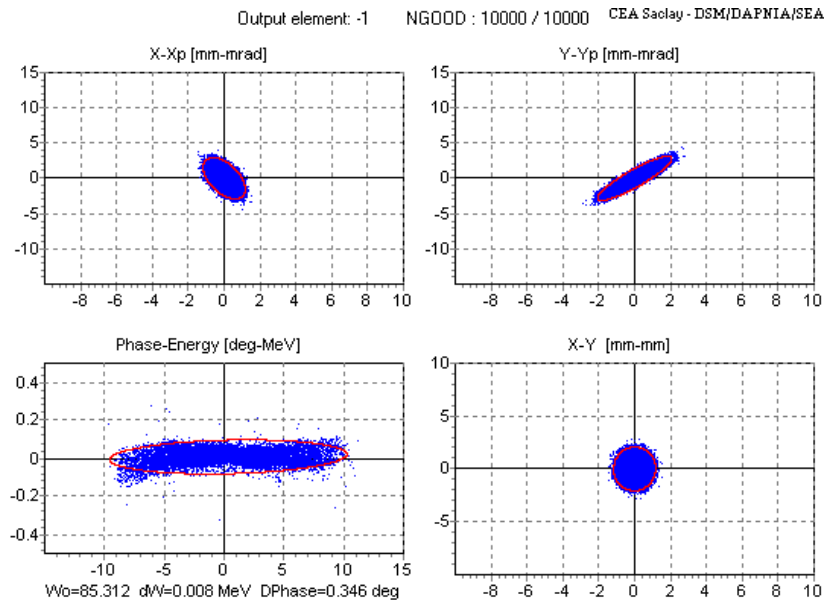 Output element: -1 NGOOD : 10000 / 10000 CEA Saclay - DSM/DAPNIA/SEA
X-Xp [mm-mrad]
15
10
5
0
-5
-10
-8 -6 -4 -2 0 2 4 6 8 10
Y-Yp [mm-mrad]
15
10
5
0
-5
-10
-8 -6 -4 -2 0 2 4 6 8 10
Phase-Energy [deg-MeV]
0.4
0.2
0
-0.2
-0.4
-10 -5 0 5 10 15
Wo=85.312 dW=0.008 MeV DPhase=0.346 deg
X-Y [mm-mm]
10
5
0
-5
-8 -6 -4 -2 0 2 4 6 8 10